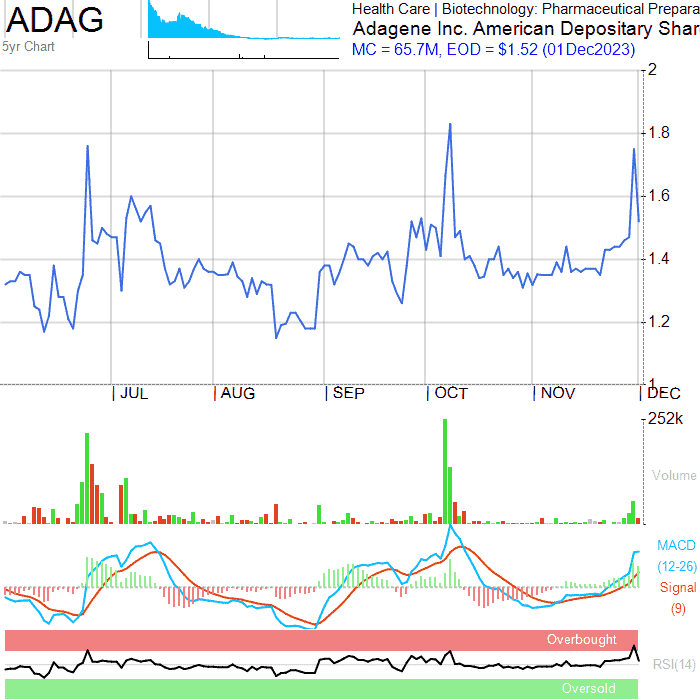 ADAG
5yr Chart
Health Care | Biotechnology: Pharmaceutical Prepara
Adagene Inc. American Depositary Shar
MC = 65.7M, EOD = $1.52 (01Dec2023)
2
1.8
1.6
1.4
1.2
1
JUL
AUG
SEP
OCT
NOV
DEC
252k
Volume
MACD
(12-26)
Signal
(9)
Overbought
RSI(14)
Oversold